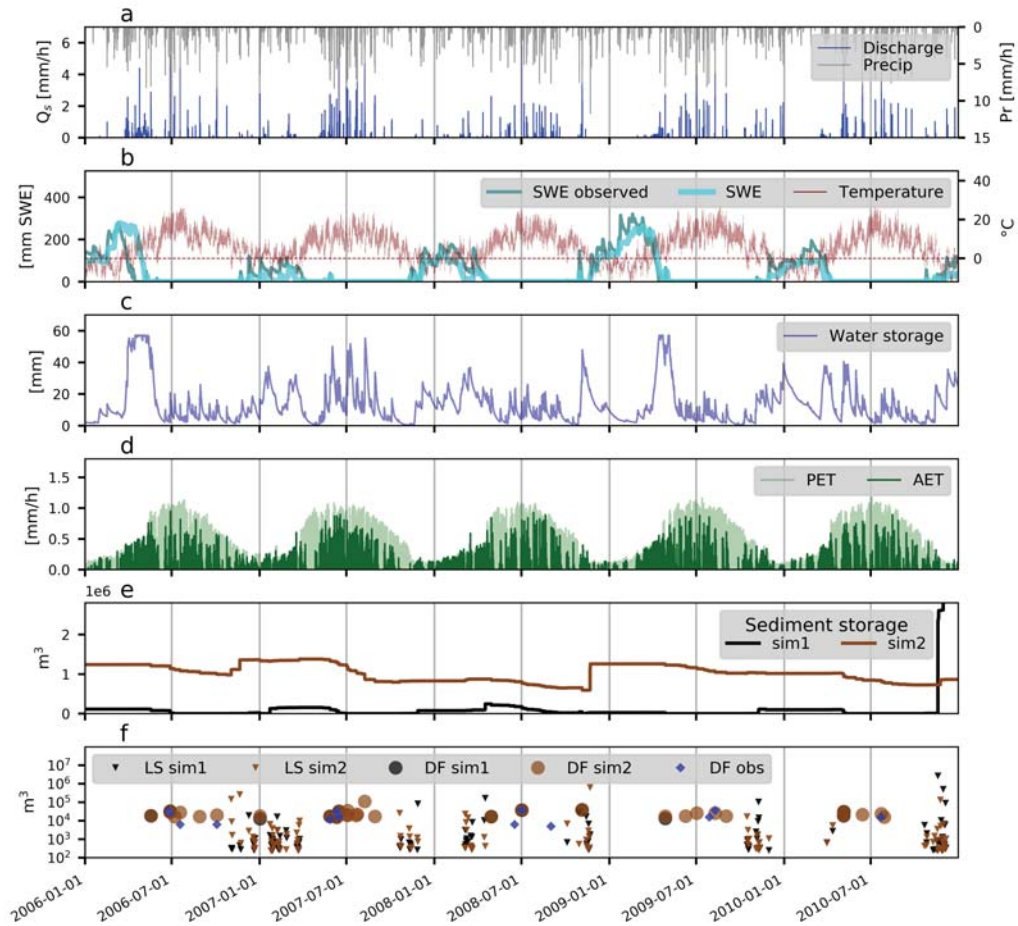 a
Q_s [mm/h]
6
4
2
0
Discharge
Precip
0
5
10
15
Pr [mm/h]
b
[mm SWE]
400
200
0
SWE observed SWE Temperature
40
20
0
°C
c
[mm]
60
40
20
0
Water storage
d
[mm/h]
1.5
1.0
0.5
0.0
PET AET
e
1e6
m³
2
1
0
Sediment storage
sim1 sim2
f
m³
10⁷
10⁶
10⁵
10⁴
10³
10²
LS sim1 LS sim2 DF sim1 DF sim2 DF obs
2006-01-01 2006-07-01 2007-01-01 2007-07-01 2008-01-01 2008-07-01 2009-01-01 2009-07-01 2010-01-01 2010-07-01